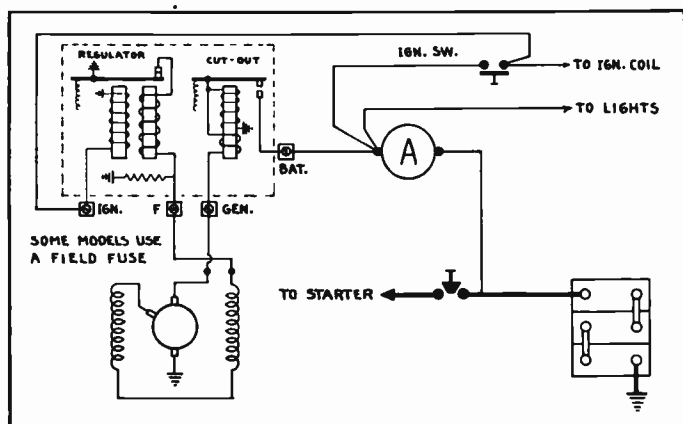 IGN. SW.
REGULATOR
CUT-OUT
TO IGN. COIL
TO LIGHTS
A
BAT.
IGN.
F
GEN.
SOME MODELS USE
A FIELD FUSE
TO STARTER